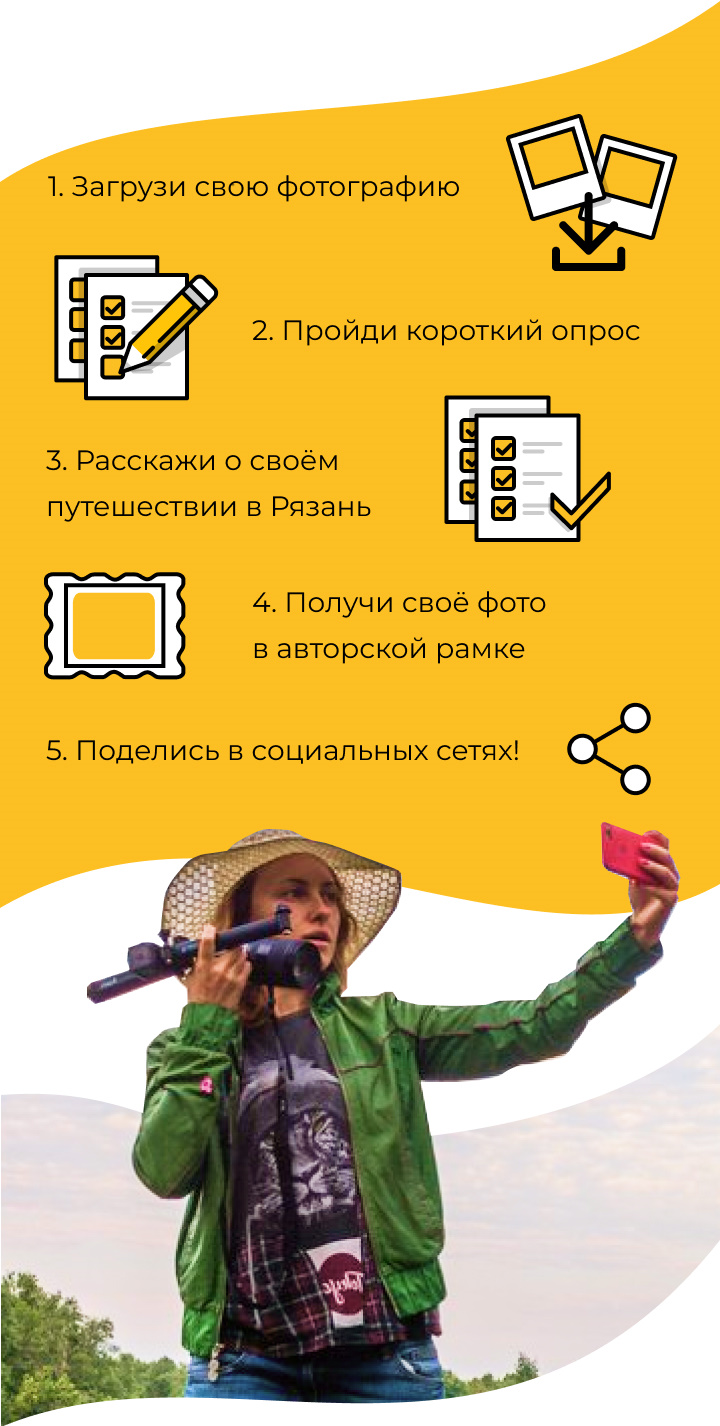 1. Загрузи свою фотографию
2. Пройди короткий опрос
3. Расскажи о своём
путешествии в Рязань
4. Получи своё фото
в авторской рамке
5. Поделись в социальных сетях!